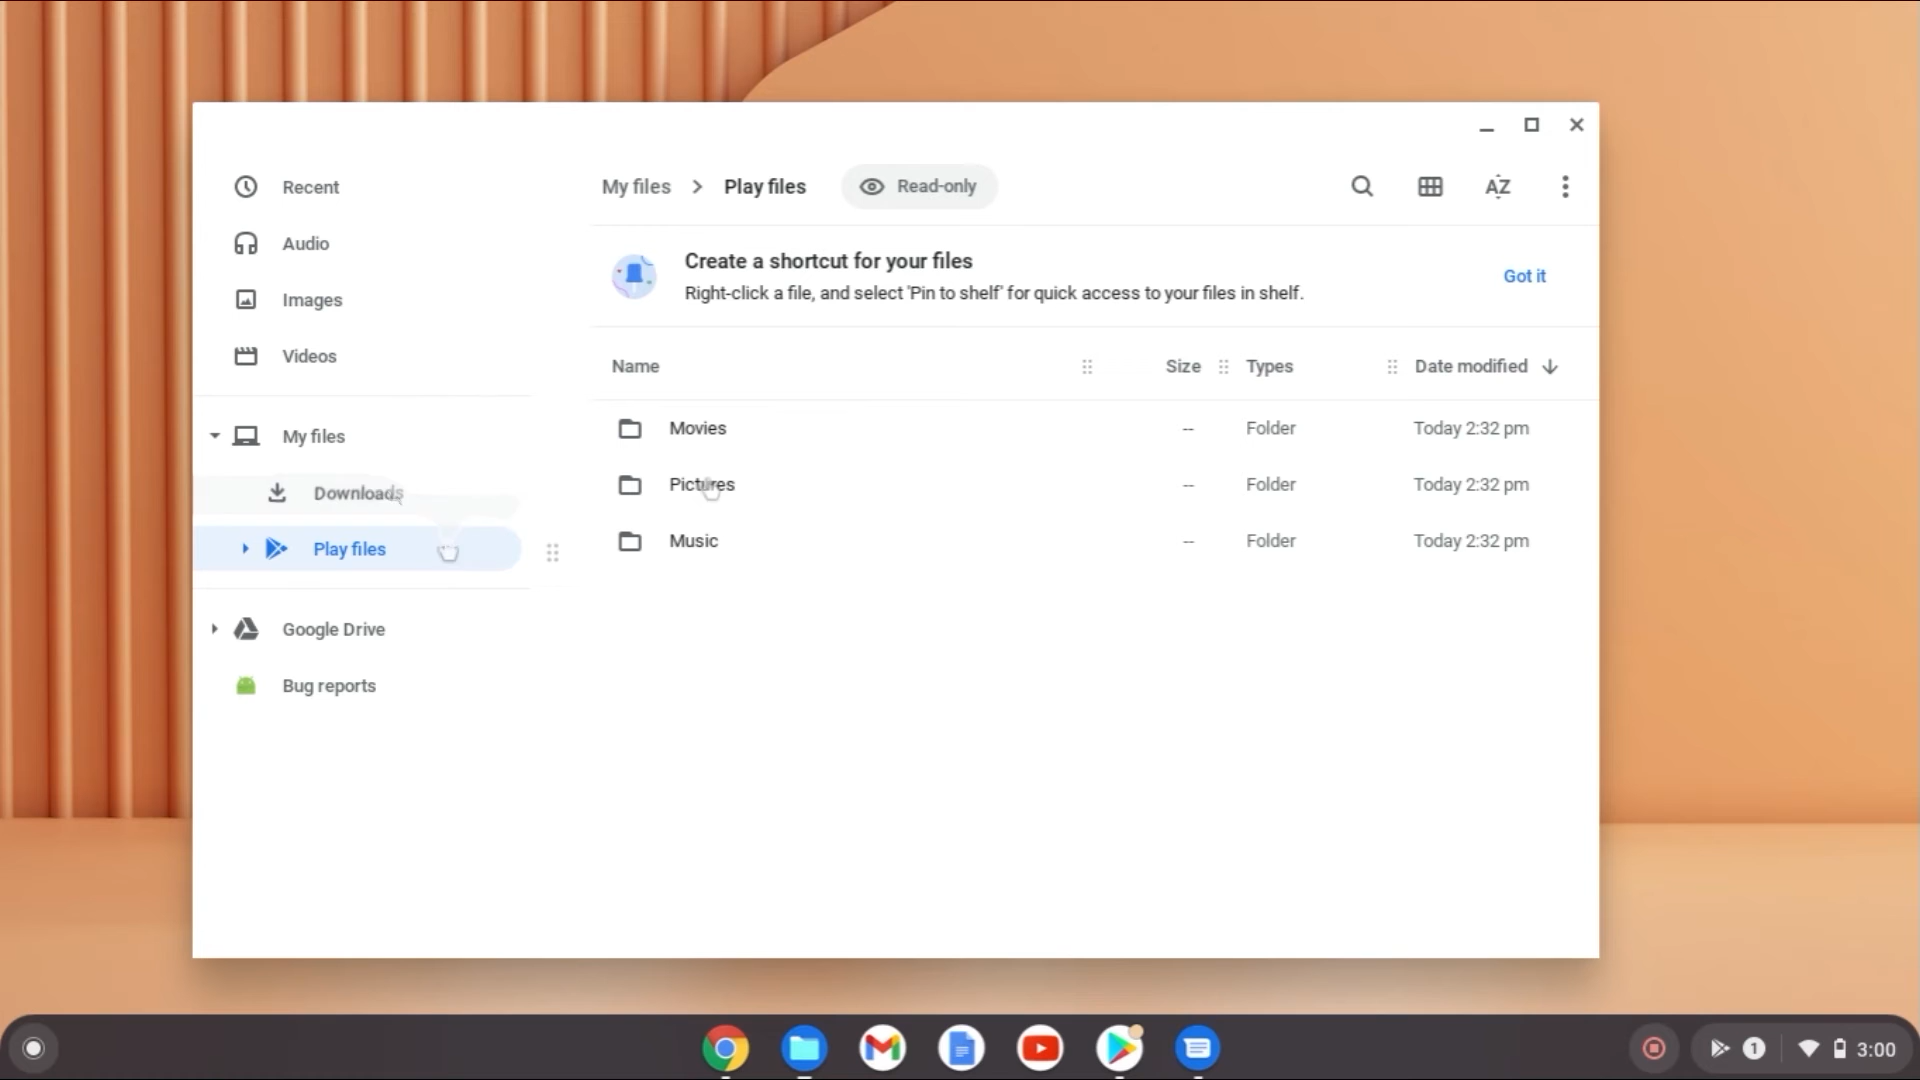 Recent
Audio
Images
Videos
My files
Downloads
Play files
Google Drive
Bug reports
My files > Play files
Read-only
AZ
Create a shortcut for your files
Right-click a file, and select 'Pin to shelf' for quick access to your files in shelf.
Got it
Name Size Types Date modified
Movies -- Folder Today 2:32 pm
Pictures -- Folder Today 2:32 pm
Music -- Folder Today 2:32 pm
1 3:00